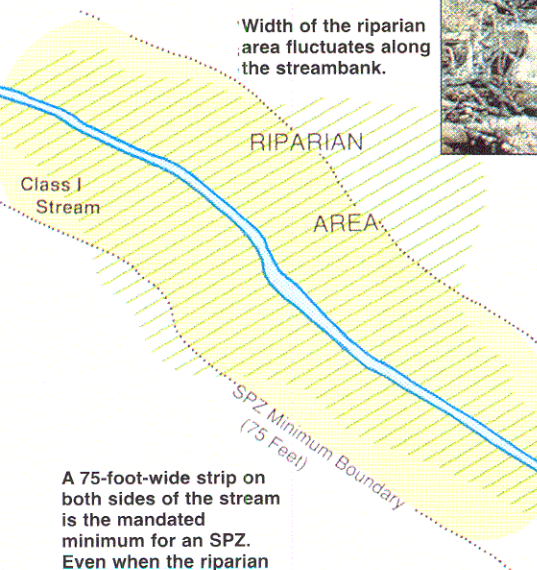 Width of the riparian
area fluctuates along
the streambank.
RIPARIAN
AREA
Class I
Stream
SPZ Minimum Boundary
(75 Feet)
A 75-foot-wide strip on
both sides of the stream
is the mandated
minimum for an SPZ.
Even when the riparian